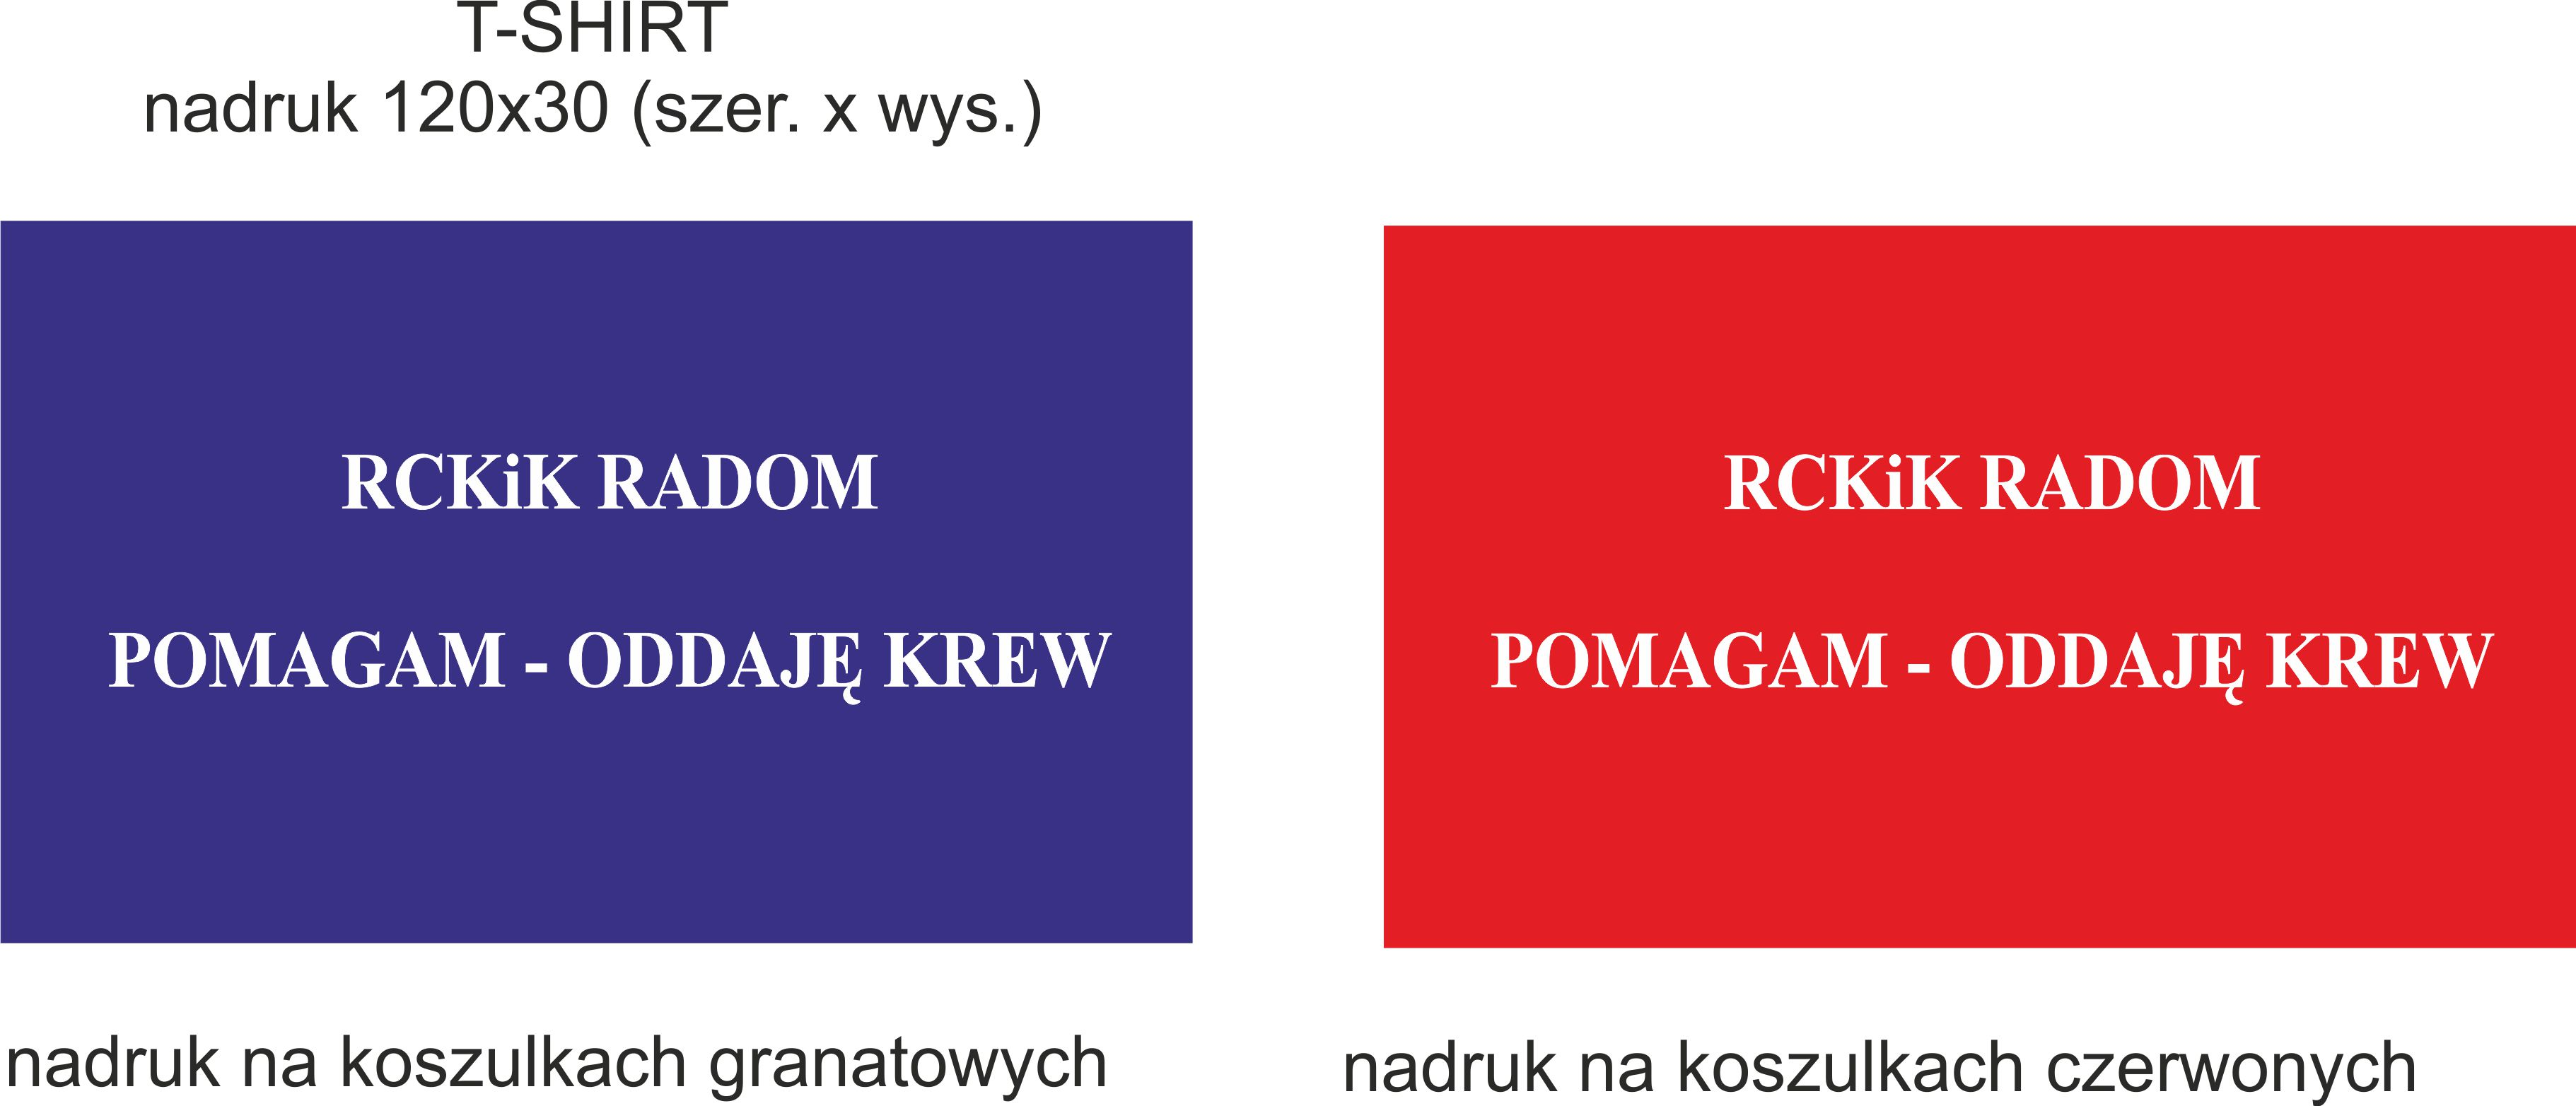 T-SHIRT
nadruk 120x30 (szer. x wys.)
RCKiK RADOM
POMAGAM - ODDAJĘ KREW
nadruk na koszulkach granatowych
RCKiK RADOM
POMAGAM - ODDAJĘ KREW
nadruk na koszulkach czerwonych